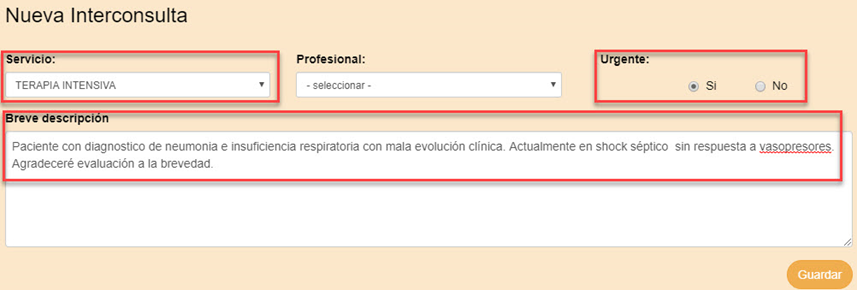 Nueva Interconsulta
Servicio: Profesional: Urgente:
TERAPIA INTENSIVA - seleccionar - Si No
Breve descripción
Paciente con diagnostico de neumonia e insuficiencia respiratoria con mala evolución clínica. Actualmente en shock séptico sin respuesta a vasopresores.
Agradeceré evaluación a la brevedad.
Guardar